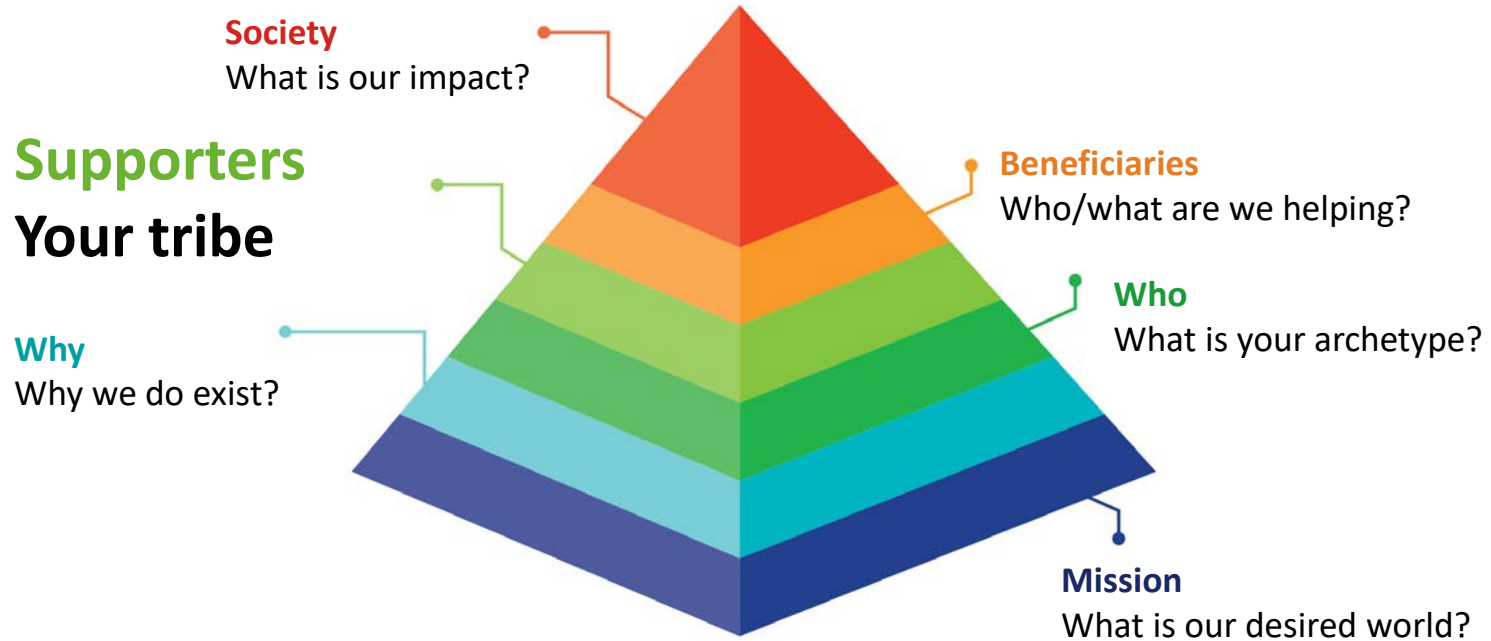 Society
What is our impact?
Supporters
Your tribe
Beneficiaries
Who/what are we helping?
Who
What is your archetype?
Why
Why we do exist?
Mission
What is our desired world?